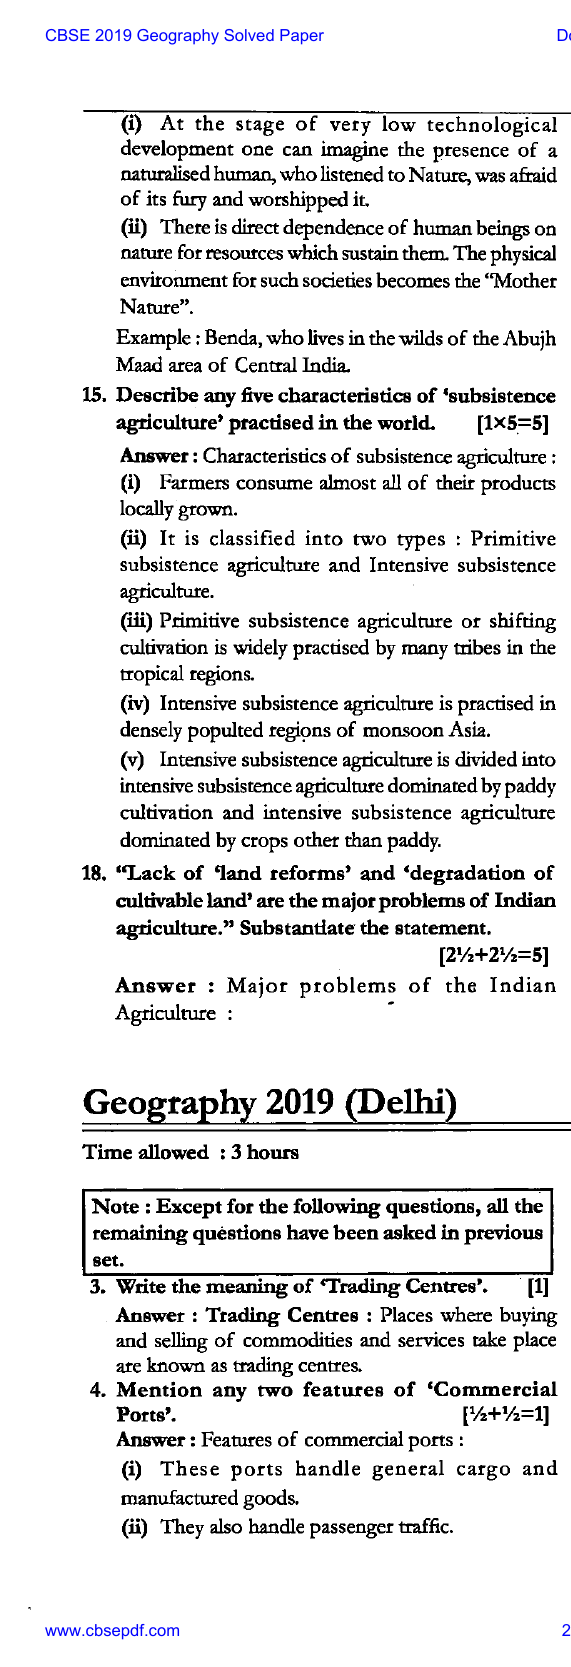 CBSE 2019 Geography Solved Paper
(i) At the stage of very low technological
development one can imagine the presence of a
naturalised human, who listened to Nature, was afraid
of its fury and worshipped it.
(ii) There is direct dependence of human beings on
nature for resources which sustain them. The physical
environment for such societies becomes the “Mother
Nature”.
Example : Benda, who lives in the wilds of the Abujh
Maad area of Central India.
15. Describe any five characteristics of ‘subsistence
agriculture’ practised in the world. [1×5=5]
Answer : Characteristics of subsistence agriculture :
(i) Farmers consume almost all of their products
locally grown.
(ii) It is classified into two types : Primitive
subsistence agriculture and Intensive subsistence
agriculture.
(iii) Primitive subsistence agriculture or shifting
cultivation is widely practised by many tribes in the
tropical regions.
(iv) Intensive subsistence agriculture is practised in
densely populted regions of monsoon Asia.
(v) Intensive subsistence agriculture is divided into
intensive subsistence agriculture dominated by paddy
cultivation and intensive subsistence agriculture
dominated by crops other than paddy.
18. “Lack of ‘land reforms’ and ‘degradation of
cultivable land’ are the major problems of Indian
agriculture.” Substantiate the statement.
[2½+2½=5]
Answer : Major problems of the Indian
Agriculture :
Geography 2019 (Delhi)
Time allowed : 3 hours
Note : Except for the following questions, all the
remaining questions have been asked in previous
set.
3. Write the meaning of ‘Trading Centres’. [1]
Answer : Trading Centres : Places where buying
and selling of commodities and services take place
are known as trading centres.
4. Mention any two features of ‘Commercial
Ports’. [½+½=1]
Answer : Features of commercial ports :
(i) These ports handle general cargo and
manufactured goods.
(ii) They also handle passenger traffic.
www.cbsepdf.com